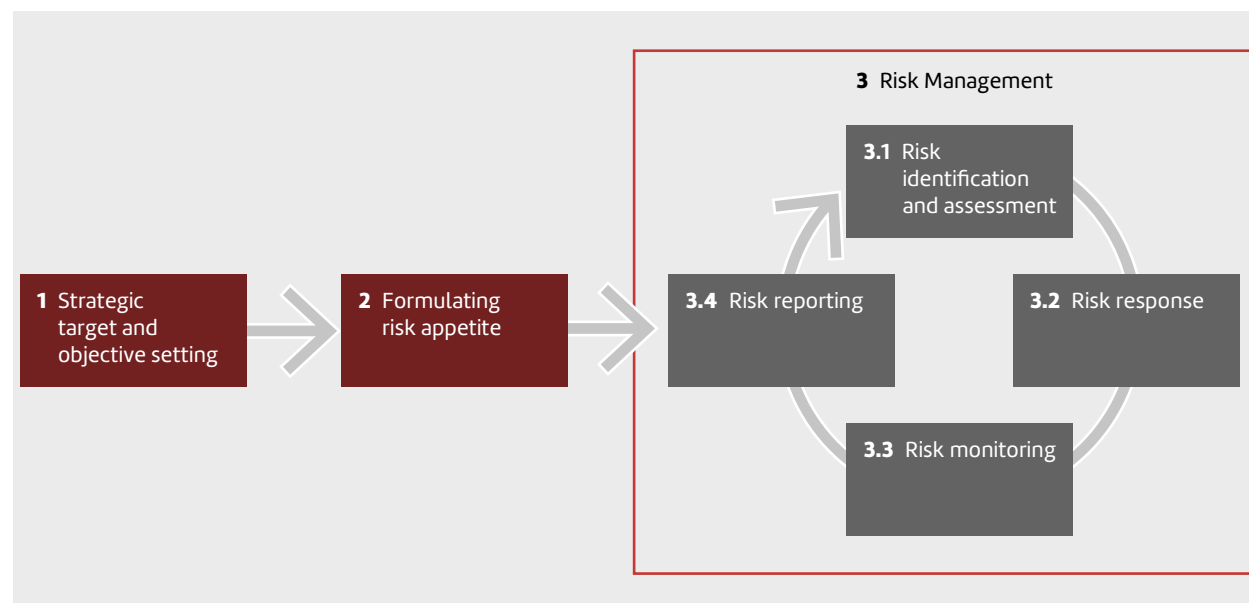 3 Risk Management
3.1 Risk
identification
and assessment
1 Strategic
target and
objective setting
2 Formulating
risk appetite
3.4 Risk reporting
3.2 Risk response
3.3 Risk monitoring